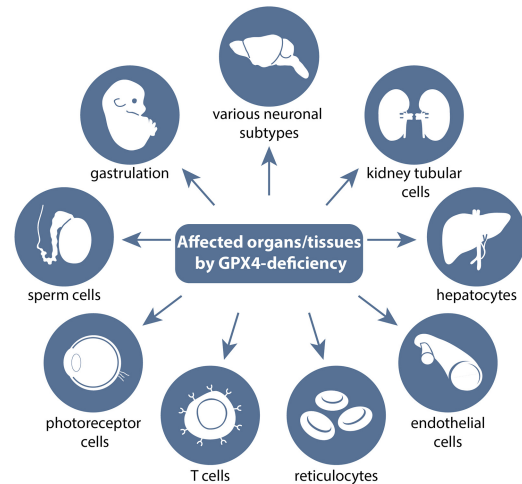 various neuronal
subtypes
gastrulation
kidney tubular
cells
Affected organs/tissues
by GPX4-deficiency
sperm cells
hepatocytes
photoreceptor
cells
endothelial
cells
T cells
reticulocytes